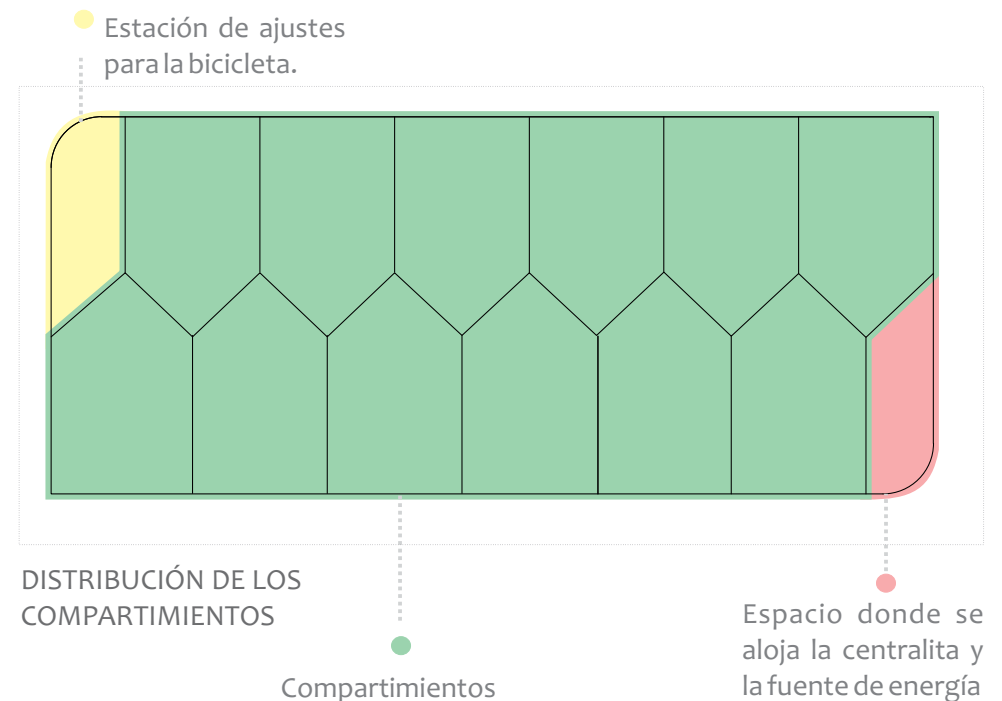 Estación de ajustes
para la bicicleta.
DISTRIBUCIÓN DE LOS
COMPARTIMIENTOS
Compartimientos
Espacio donde se
aloja la centralita y
la fuente de energía